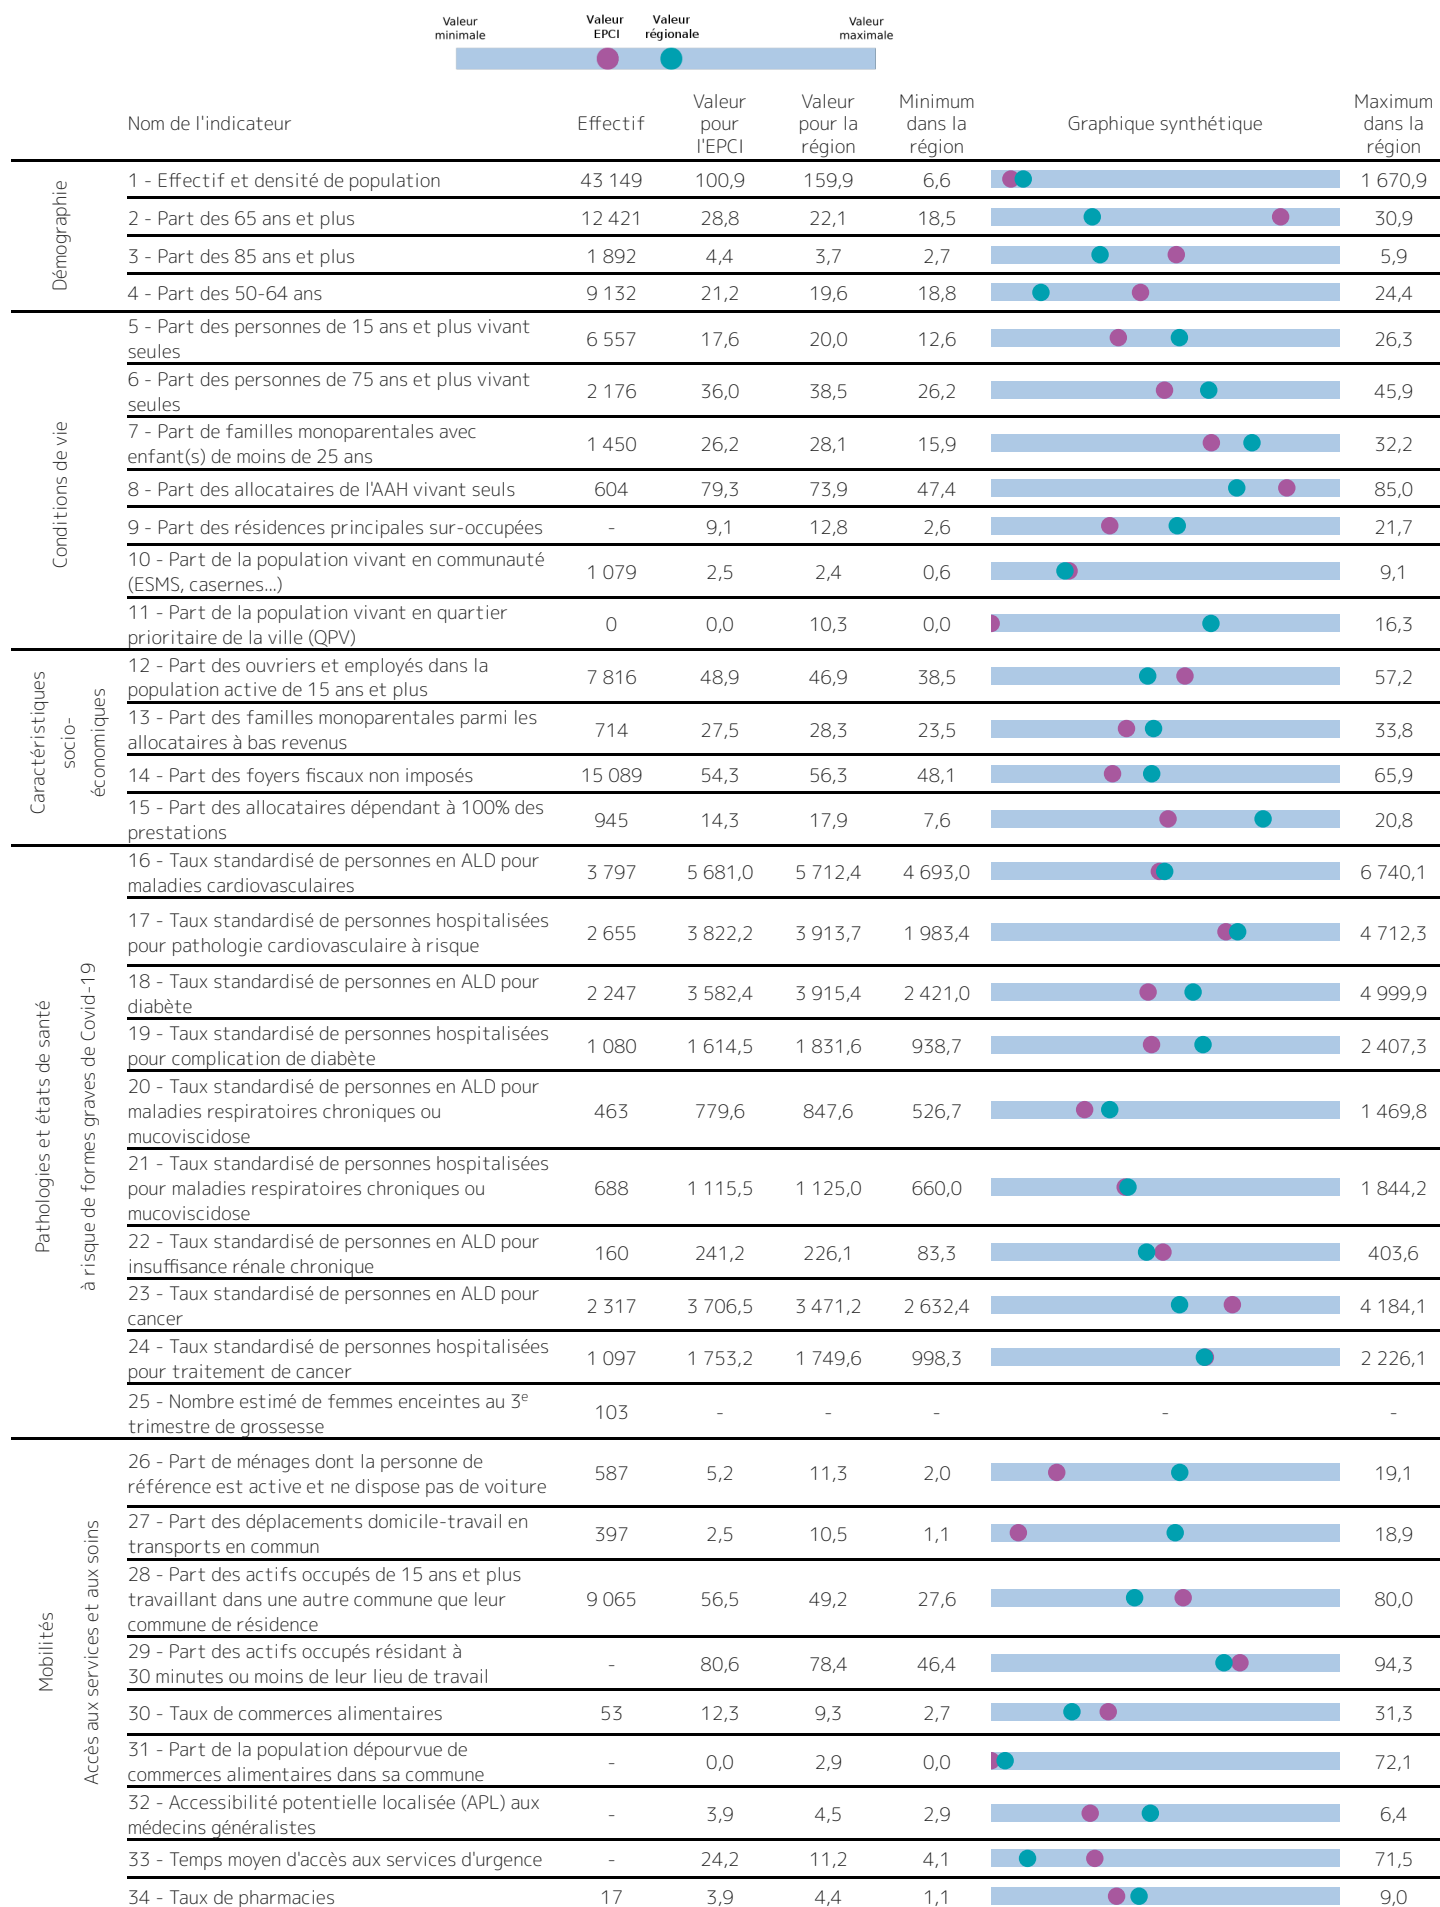 Valeur minimale Valeur EPCI Valeur régionale Valeur maximale
Nom de l'indicateur Effectif Valeur pour l'EPCI Valeur pour la région Minimum dans la région Graphique synthétique Maximum dans la région
Démographie
1 - Effectif et densité de population 43 149 100,9 159,9 6,6 1 670,9
2 - Part des 65 ans et plus 12 421 28,8 22,1 18,5 30,9
3 - Part des 85 ans et plus 1 892 4,4 3,7 2,7 5,9
4 - Part des 50-64 ans 9 132 21,2 19,6 18,8 24,4
Conditions de vie
5 - Part des personnes de 15 ans et plus vivant
seules 6 557 17,6 20,0 12,6 26,3
6 - Part des personnes de 75 ans et plus vivant
seules 2 176 36,0 38,5 26,2 45,9
7 - Part de familles monoparentales avec
enfant(s) de moins de 25 ans 1 450 26,2 28,1 15,9 32,2
8 - Part des allocataires de l'AAH vivant seuls 604 79,3 73,9 47,4 85,0
9 - Part des résidences principales sur-occupées - 9,1 12,8 2,6 21,7
10 - Part de la population vivant en communauté
(ESMS, casernes...) 1 079 2,5 2,4 0,6 9,1
11 - Part de la population vivant en quartier
prioritaire de la ville (QPV) 0 0,0 10,3 0,0 16,3
Caractéristiques
socio-
économiques
12 - Part des ouvriers et employés dans la
population active de 15 ans et plus 7 816 48,9 46,9 38,5 57,2
13 - Part des familles monoparentales parmi les
allocataires à bas revenus 714 27,5 28,3 23,5 33,8
14 - Part des foyers fiscaux non imposés 15 089 54,3 56,3 48,1 65,9
15 - Part des allocataires dépendant à 100% des
prestations 945 14,3 17,9 7,6 20,8
Pathologies et états de santé
à risque de formes graves de Covid-19
16 - Taux standardisé de personnes en ALD pour
maladies cardiovasculaires 3 797 5 681,0 5 712,4 4 693,0 6 740,1
17 - Taux standardisé de personnes hospitalisées
pour pathologie cardiovasculaire à risque 2 655 3 822,2 3 913,7 1 983,4 4 712,3
18 - Taux standardisé de personnes en ALD pour
diabète 2 247 3 582,4 3 915,4 2 421,0 4 999,9
19 - Taux standardisé de personnes hospitalisées
pour complication de diabète 1 080 1 614,5 1 831,6 938,7 2 407,3
20 - Taux standardisé de personnes en ALD pour
maladies respiratoires chroniques ou
mucoviscidose 463 779,6 847,6 526,7 1 469,8
21 - Taux standardisé de personnes hospitalisées
pour maladies respiratoires chroniques ou
mucoviscidose 688 1 115,5 1 125,0 660,0 1 844,2
22 - Taux standardisé de personnes en ALD pour
insuffisance rénale chronique 160 241,2 226,1 83,3 403,6
23 - Taux standardisé de personnes en ALD pour
cancer 2 317 3 706,5 3 471,2 2 632,4 4 184,1
24 - Taux standardisé de personnes hospitalisées
pour traitement de cancer 1 097 1 753,2 1 749,6 998,3 2 226,1
25 - Nombre estimé de femmes enceintes au 3e
trimestre de grossesse 103 - - - - -
Mobilités
Accès aux services et aux soins
26 - Part de ménages dont la personne de
référence est active et ne dispose pas de voiture 587 5,2 11,3 2,0 19,1
27 - Part des déplacements domicile-travail en
transports en commun 397 2,5 10,5 1,1 18,9
28 - Part des actifs occupés de 15 ans et plus
travaillant dans une autre commune que leur
commune de résidence 9 065 56,5 49,2 27,6 80,0
29 - Part des actifs occupés résidant à
30 minutes ou moins de leur lieu de travail - 80,6 78,4 46,4 94,3
30 - Taux de commerces alimentaires 53 12,3 9,3 2,7 31,3
31 - Part de la population dépourvue de
commerces alimentaires dans sa commune - 0,0 2,9 0,0 72,1
32 - Accessibilité potentielle localisée (APL) aux
médecins généralistes - 3,9 4,5 2,9 6,4
33 - Temps moyen d'accès aux services d'urgence - 24,2 11,2 4,1 71,5
34 - Taux de pharmacies 17 3,9 4,4 1,1 9,0